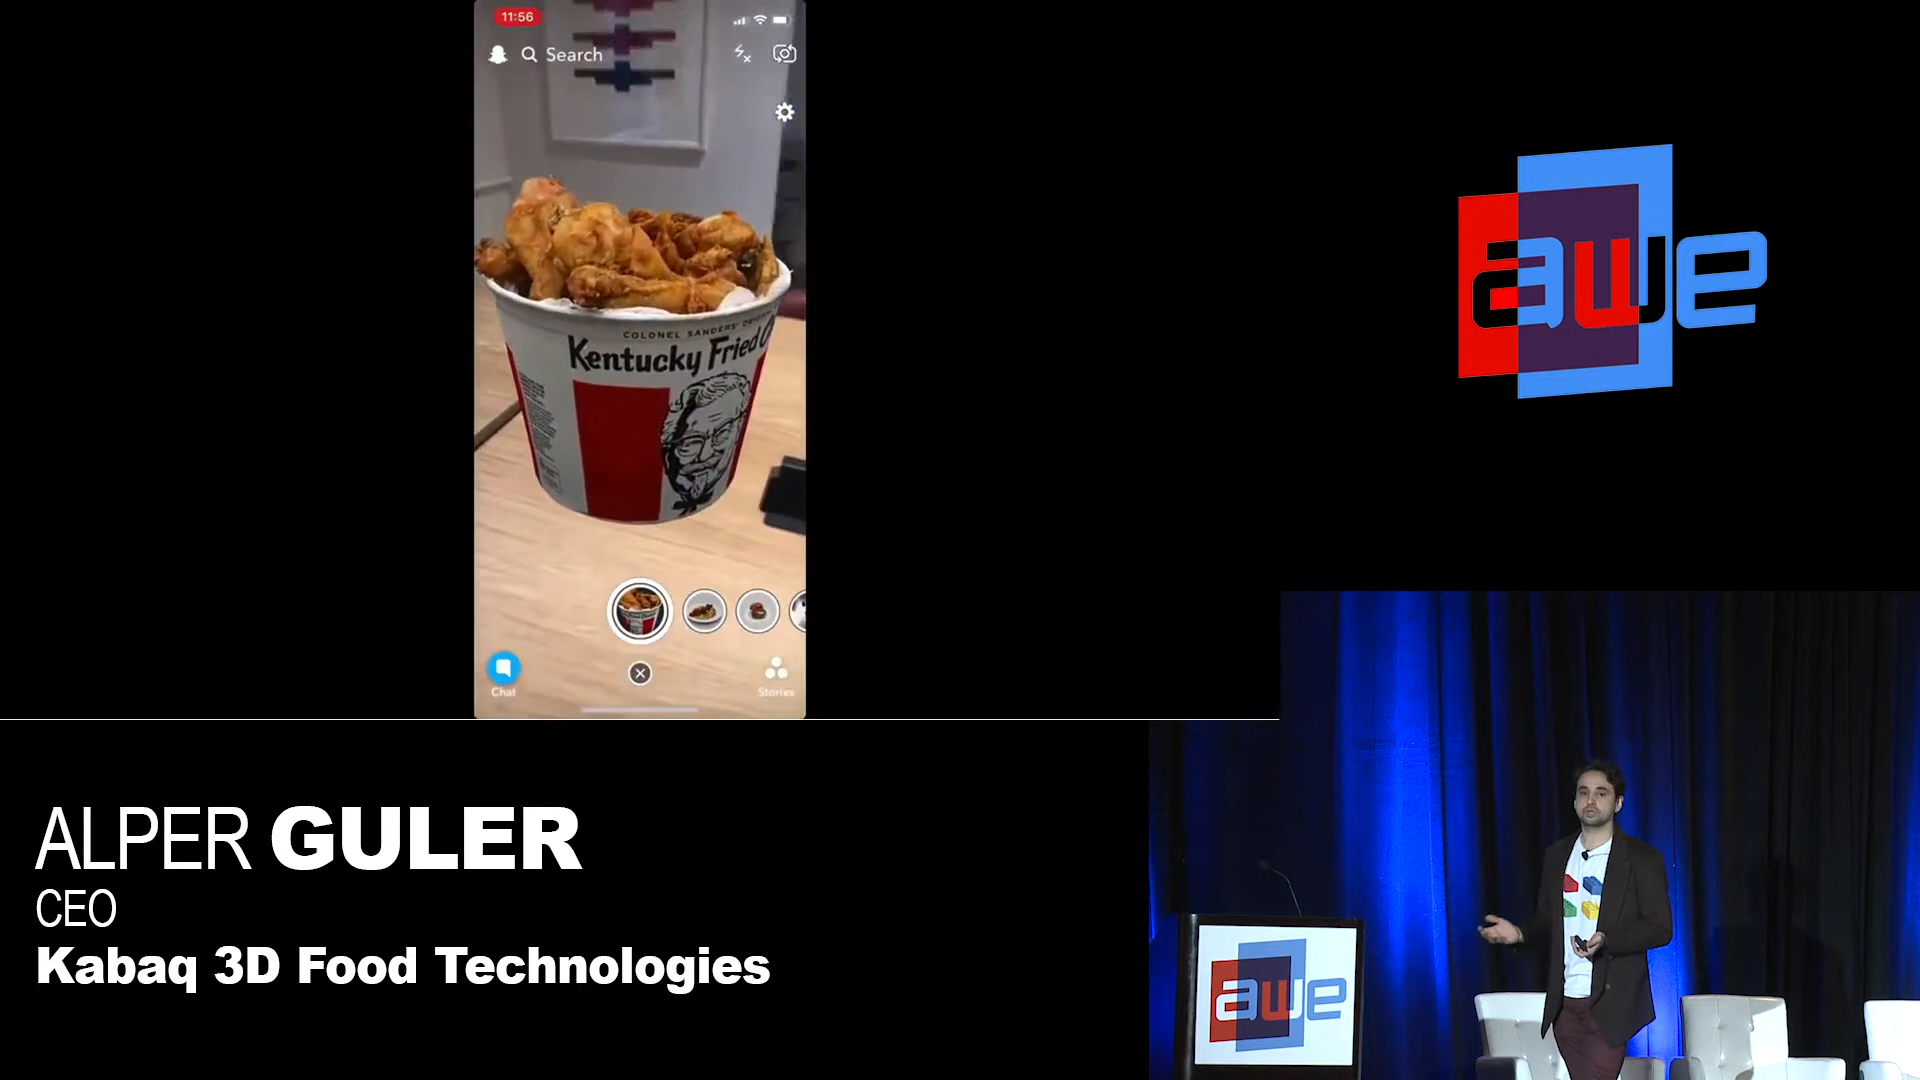 11:56
Search
COLONEL SANDERS'
Kentucky Fried
Chat
Stories
awe
ALPER GULER
CEO
Kabaq 3D Food Technologies
awe